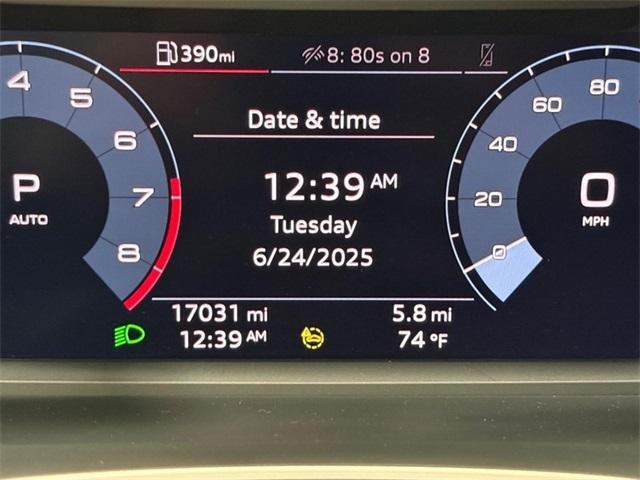 390mi
8: 80s on 8
4
5
6
7
8
P
AUTO
Date & time
12:39 AM
Tuesday
6/24/2025
80
60
40
20
0
0
MPH
17031 mi
5.8 mi
12:39 AM
74 °F